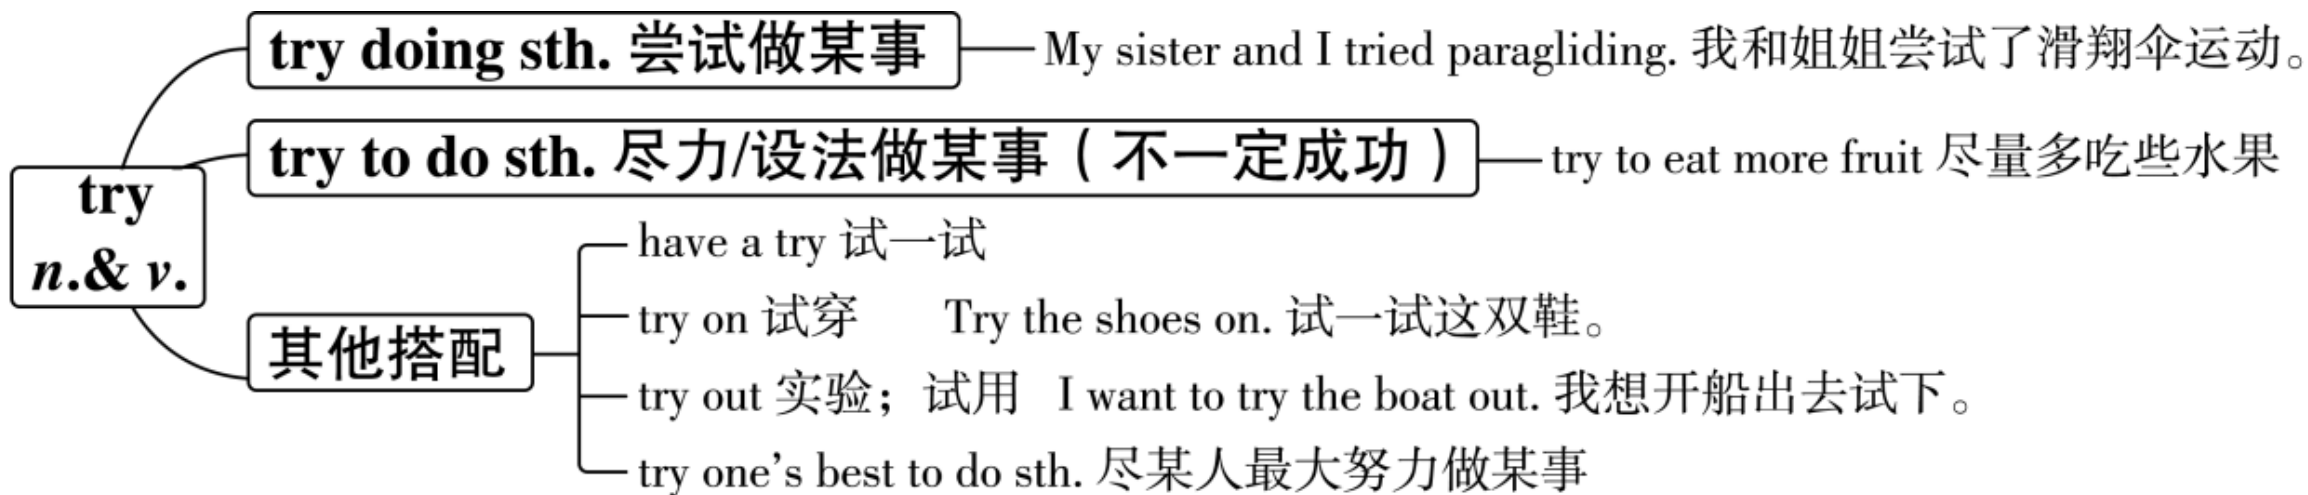 try doing sth. 尝试做某事 My sister and I tried paragliding. 我和姐姐尝试了滑翔伞运动。
try to do sth. 尽力/设法做某事（不一定成功） try to eat more fruit 尽量多吃些水果
try
n.& v.
have a try 试一试
try on 试穿 Try the shoes on. 试一试这双鞋。
其他搭配
try out 实验；试用 I want to try the boat out. 我想开船出去试下。
try one’s best to do sth. 尽某人最大努力做某事